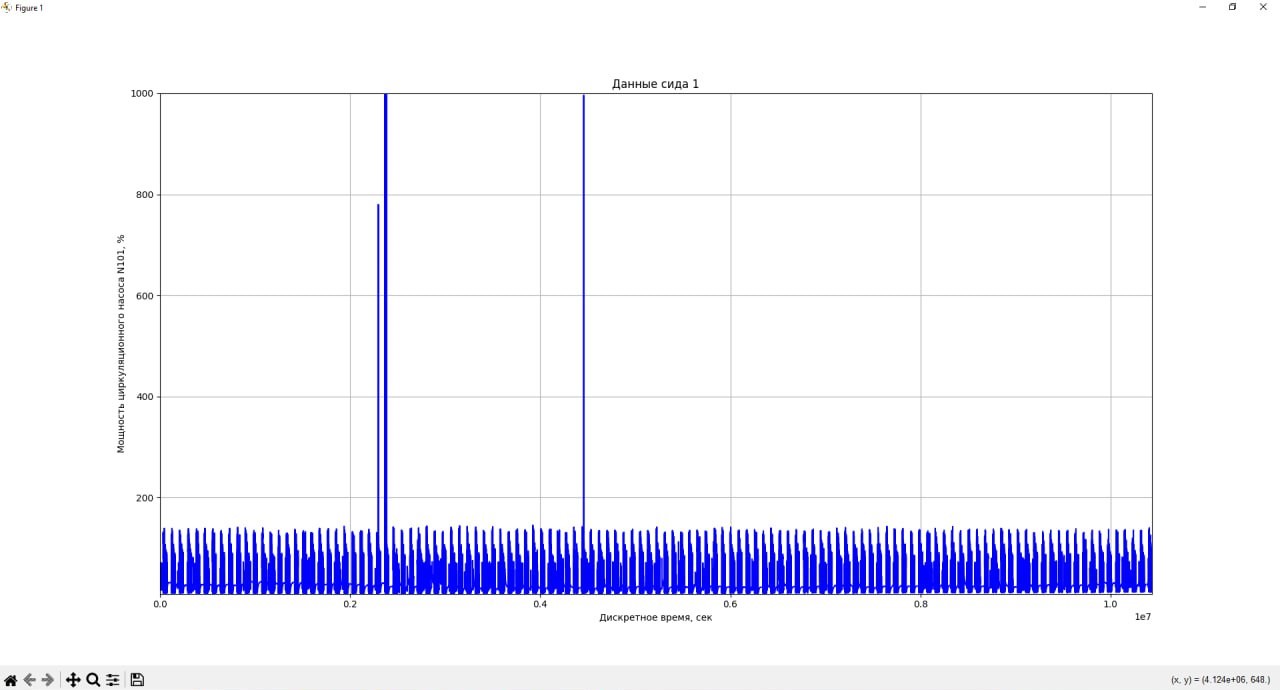 Figure 1
Данные сида 1
1000
800
600
400
200
Мощность циркуляционного насоса N101, %
0.0 0.2 0.4 0.6 0.8 1.0
1e7
Дискретное время, сек
(x, y) = (4.124e+06, 648.)